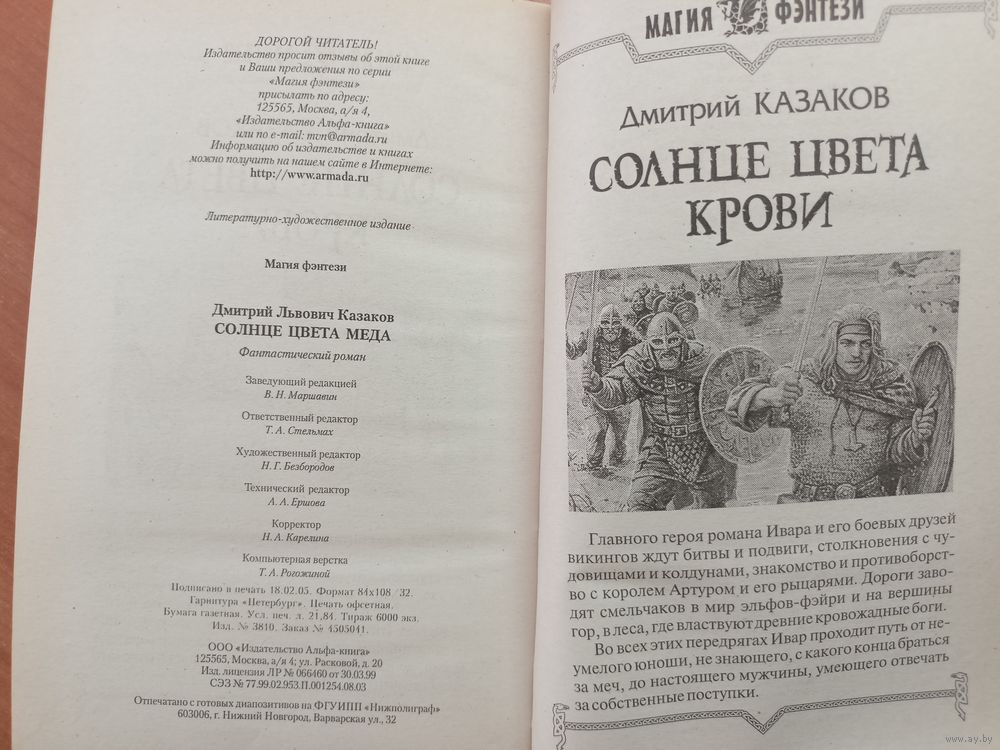 ДОРОГОЙ ЧИТАТЕЛЬ!
Издательство просит отзывы об этой книге
и Ваши предложения по серии
«Магия фэнтези»
присылать по адресу:
125565, Москва, а/я 4,
«Издательство Альфа-книга»
или по e-mail: mvn@armada.ru
Информацию об издательстве и книгах
можно получить на нашем сайте в Интернете:
http://www.armada.ru
Литературно-художественное издание
Магия фэнтези
Дмитрий Львович Казаков
СОЛНЦЕ ЦВЕТА МЕДА
Фантастический роман
Заведующий редакцией
В. Н. Маршавин
Ответственный редактор
Т. А. Стельмах
Художественный редактор
Н. Г. Безбородов
Технический редактор
А. А. Ершова
Корректор
Н. А. Карелина
Компьютерная верстка
Т. А. Рогожиной
Подписано в печать 18.02.05. Формат 84х108 /32.
Гарнитура «Петербург». Печать офсетная.
Бумага газетная. Усл. печ. л. 21,84. Тираж 6000 экз.
Изд. № 3810. Заказ № 4505041.
ООО «Издательство Альфа-книга»
125565, Москва, а/я 4; ул. Расковой, д. 20
Изд. лицензия ЛР № 066460 от 30.03.99
СЭЗ № 77.99.02.953.П.001254.08.03
Отпечатано с готовых диапозитивов на ФГУИПП «Нижполиграф»
603006, г. Нижний Новгород, Варварская ул., 32
МАГИЯ ФЭНТЕЗИ
Дмитрий КАЗАКОВ
СОЛНЦЕ ЦВЕТА
КРОВИ
Главного героя романа Ивара и его боевых друзей
викингов ждут битвы и подвиги, столкновения с чу-
довищами и колдунами, знакомство и противоборст-
во с королем Артуром и его рыцарями. Дороги заво-
дят смельчаков в мир эльфов-фэйри и на вершины
гор, в леса, где властвуют древние кровожадные боги.
Во всех этих передрягах Ивар проходит путь от не-
умелого юноши, не знающего, с какого конца браться
за меч, до настоящего мужчины, умеющего отвечать
за собственные поступки.
www.ay.by